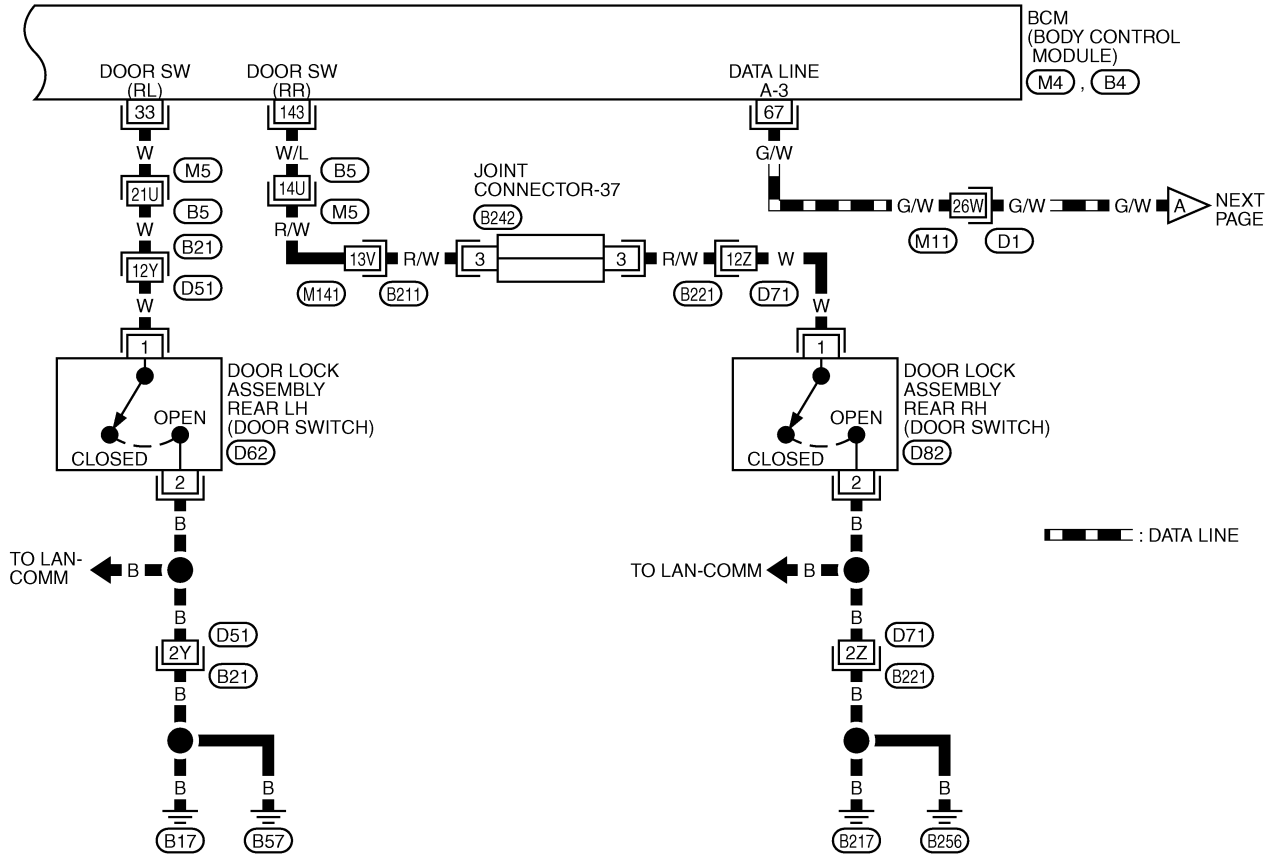 BCM
(BODY CONTROL
MODULE)
M4 , B4
DOOR SW
(RL)
DOOR SW
(RR)
DATA LINE
A-3
33
143
67
W
W/L
G/W
M5
B5
21U
14U
B5
M5
W
R/W
JOINT
CONNECTOR-37
B242
G/W
26W
G/W
G/W
A
NEXT
PAGE
M11
D1
B21
12Y
D51
W
13V
R/W
3
3
R/W
12Z
W
M141
B211
B221
D71
W
1
1
DOOR LOCK
ASSEMBLY
REAR LH
(DOOR SWITCH)
D62
OPEN
CLOSED
DOOR LOCK
ASSEMBLY
REAR RH
(DOOR SWITCH)
D82
OPEN
CLOSED
2
2
B
B
: DATA LINE
TO LAN-
COMM
B
TO LAN-COMM
B
B
B
D51
2Y
B21
D71
2Z
B221
B
B
B
B
B
B
B17
B57
B217
B256